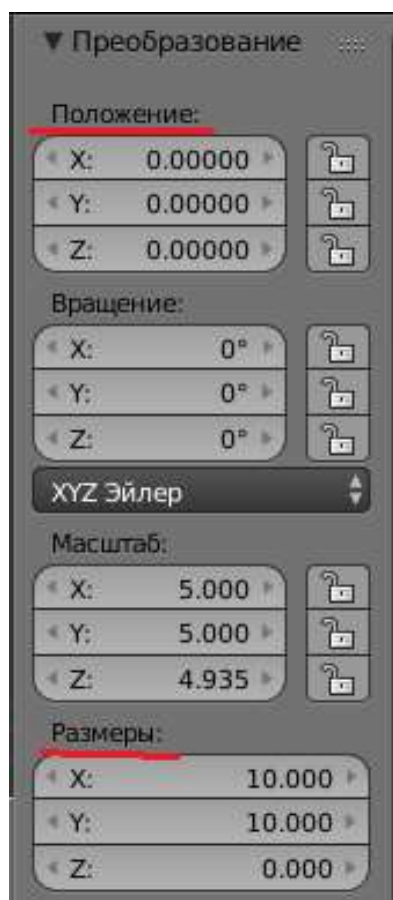 Преобразование
Положение:
X: 0.00000
Y: 0.00000
Z: 0.00000
Вращение:
X: 0°
Y: 0°
Z: 0°
XYZ Эйлер
Масштаб:
X: 5.000
Y: 5.000
Z: 4.935
Размеры:
X: 10.000
Y: 10.000
Z: 0.000